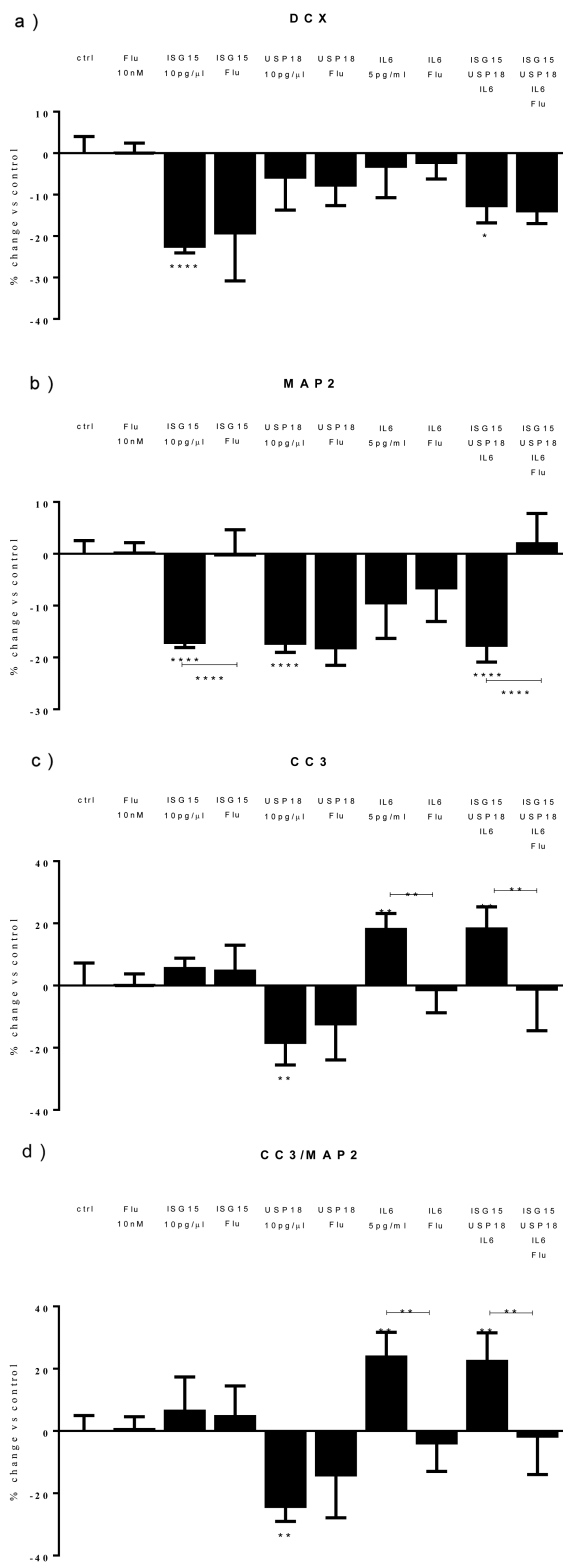 a )
DCX
ctrl
Flu
10nM
ISG15
10pg/µl
ISG15
Flu
USP18
10pg/µl
USP18
Flu
IL6
5pg/ml
IL6
Flu
ISG15
USP18
IL6
ISG15
USP18
IL6
Flu
% change vs control
10
0
-10
-20
-30
-40
****
*
b )
MAP2
ctrl
Flu
10nM
ISG15
10pg/µl
ISG15
Flu
USP18
10pg/µl
USP18
Flu
IL6
5pg/ml
IL6
Flu
ISG15
USP18
IL6
ISG15
USP18
IL6
Flu
% change vs control
10
0
-10
-20
-30
****
****
****
****
****
c )
CC3
ctrl
Flu
10nM
ISG15
10pg/µl
ISG15
Flu
USP18
10pg/µl
USP18
Flu
IL6
5pg/ml
IL6
Flu
ISG15
USP18
IL6
ISG15
USP18
IL6
Flu
% change vs control
40
20
0
-20
-40
**
**
**
**
**
d )
CC3/MAP2
ctrl
Flu
10nM
ISG15
10pg/µl
ISG15
Flu
USP18
10pg/µl
USP18
Flu
IL6
5pg/ml
IL6
Flu
ISG15
USP18
IL6
ISG15
USP18
IL6
Flu
% change vs control
40
20
0
-20
-40
**
**
**
**
**